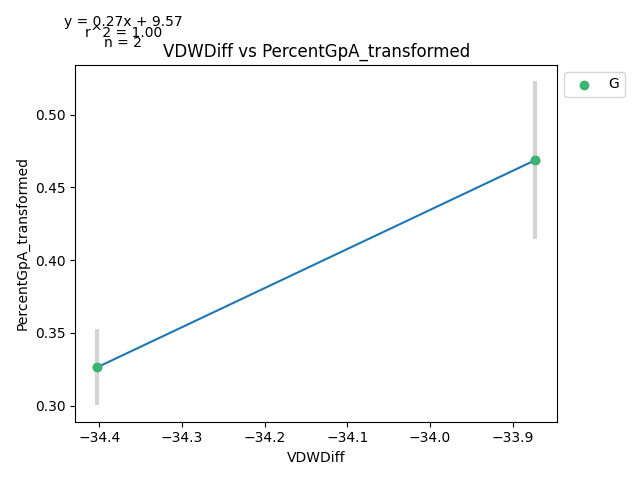 y = 0.27x + 9.57
r^2 = 1.00
n = 2
VDWDiff vs PercentGpA_transformed
G
PercentGpA_transformed
0.50
0.45
0.40
0.35
0.30
−34.4 −34.3 −34.2 −34.1 −34.0 −33.9
VDWDiff